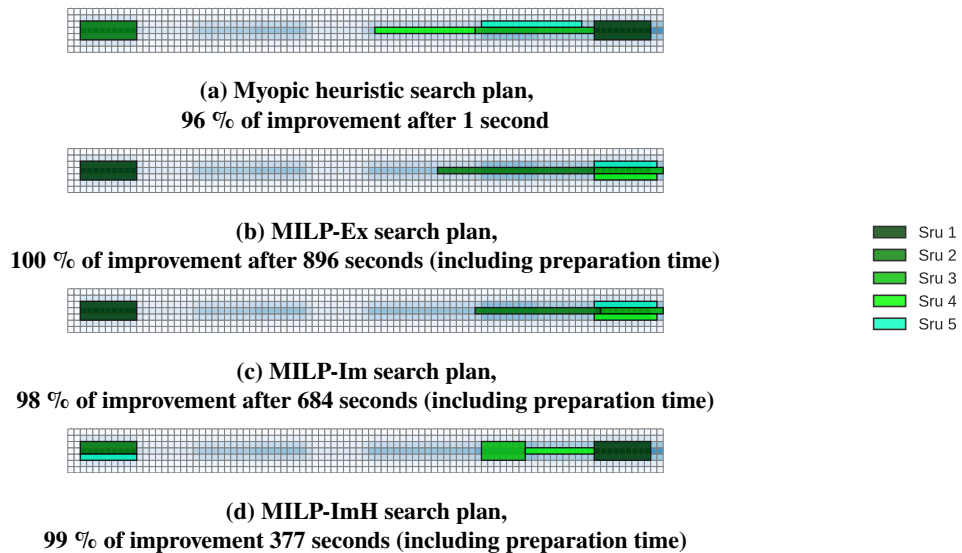 (a) Myopic heuristic search plan,
96 % of improvement after 1 second
(b) MILP-Ex search plan,
100 % of improvement after 896 seconds (including preparation time)
Sru 1
Sru 2
Sru 3
Sru 4
Sru 5
(c) MILP-Im search plan,
98 % of improvement after 684 seconds (including preparation time)
(d) MILP-ImH search plan,
99 % of improvement 377 seconds (including preparation time)